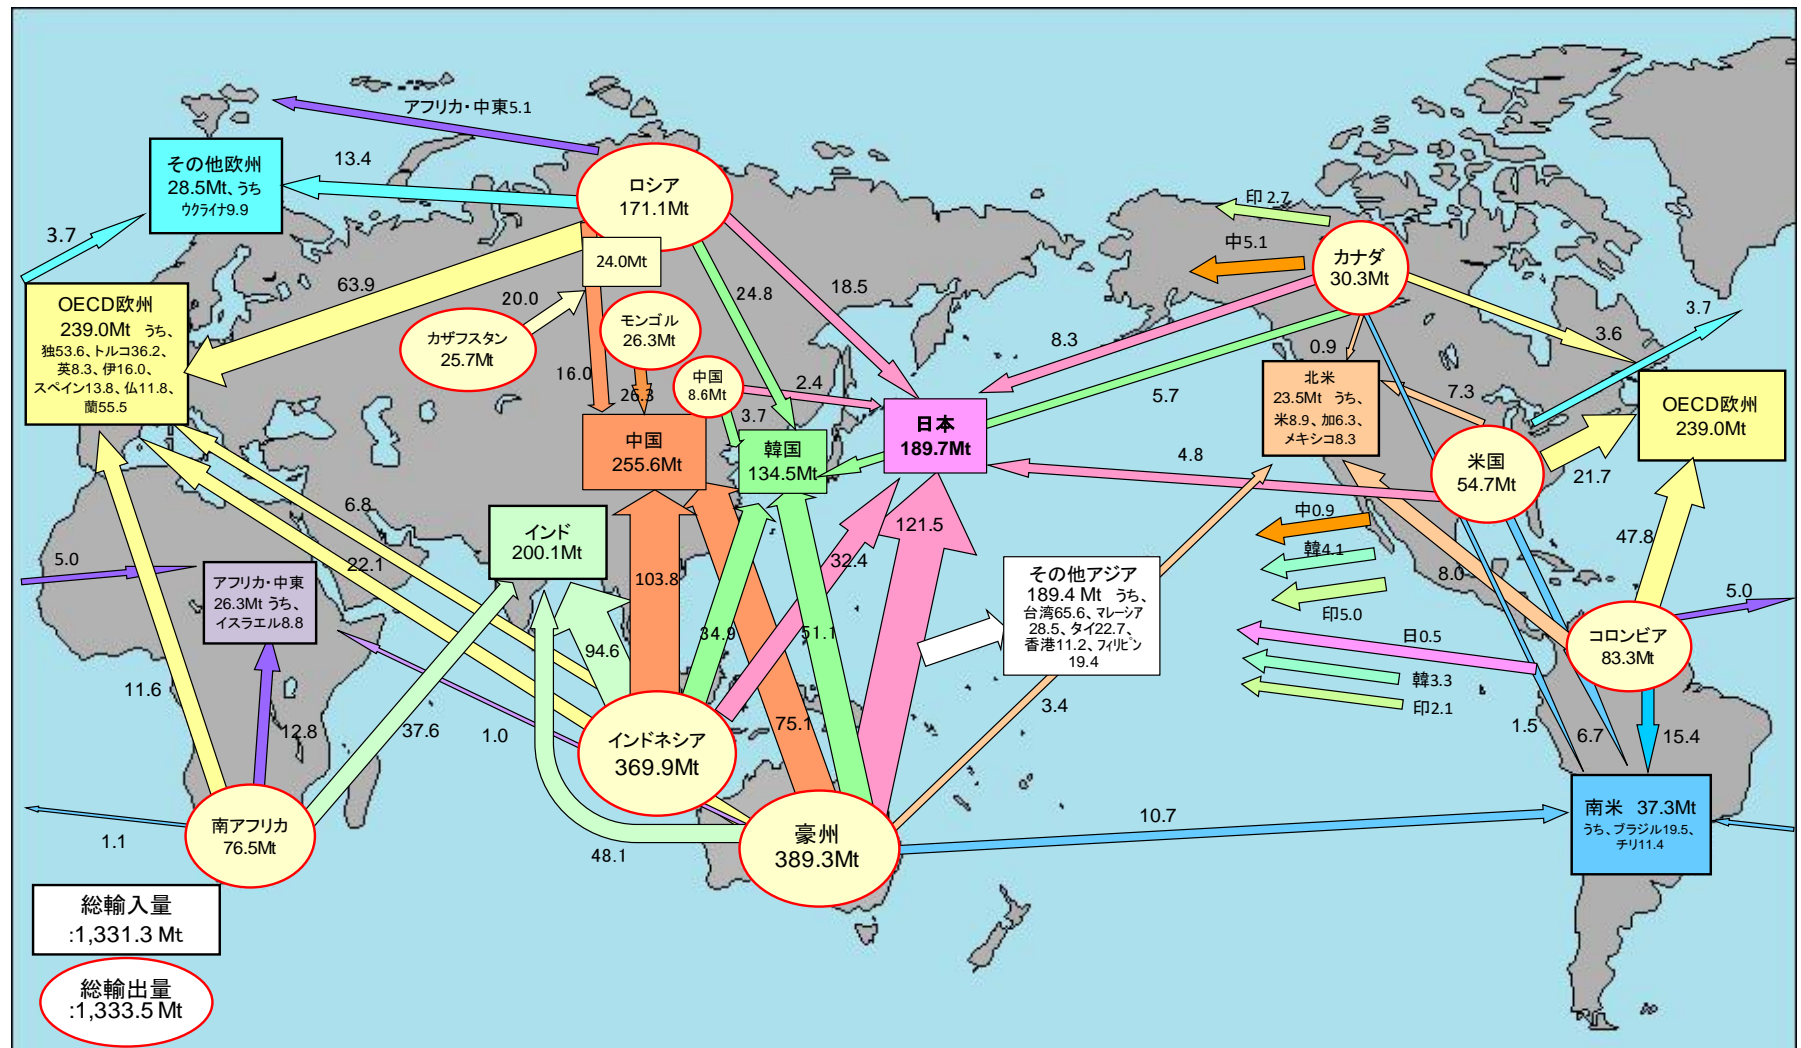 アフリカ・中東5.1
その他欧州
28.5Mt、うち
ウクライナ9.9
13.4
ロシア
171.1Mt
3.7
24.0Mt
63.9
20.0
24.8
18.5
OECD欧州
239.0Mt うち、
独53.6、トルコ36.2、
英8.3、伊16.0、
スペイン13.8、仏11.8、
蘭55.5
カザフスタン
25.7Mt
モンゴル
26.3Mt
16.0
26.3
中国
8.6Mt
2.4
3.7
中国
255.6Mt
韓国
134.5Mt
日本
189.7Mt
印 2.7
中5.1
カナダ
30.3Mt
8.3
5.7
0.9
3.6
3.7
7.3
北米
23.5Mt うち、
米8.9、加6.3、
メキシコ8.3
OECD欧州
239.0Mt
4.8
米国
54.7Mt
21.7
47.8
中0.9
韓4.1
8.0
印5.0
日0.5
韓3.3
印2.1
コロンビア
83.3Mt
5.0
6.8
22.1
5.0
アフリカ・中東
26.3Mt うち、
イスラエル8.8
インド
200.1Mt
103.8
94.6
34.9
51.1
32.4
121.5
75.1
その他アジア
189.4 Mt うち、
台湾65.6、マレーシア
28.5、タイ22.7、
香港11.2、フィリピン
19.4
3.4
11.6
12.8
37.6
1.0
48.1
インドネシア
369.9Mt
豪州
389.3Mt
10.7
1.5
6.7
15.4
南米 37.3Mt
うち、ブラジル19.5、
チリ11.4
南アフリカ
76.5Mt
1.1
総輸入量
:1,331.3 Mt
総輸出量
:1,333.5 Mt